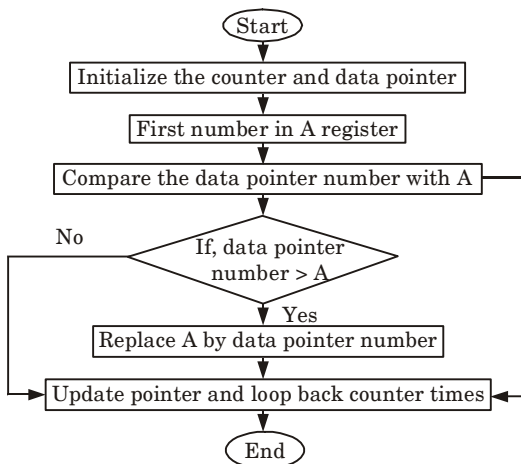 Start
Initialize the counter and data pointer
First number in A register
Compare the data pointer number with A
No
If, data pointer
number > A
Yes
Replace A by data pointer number
Update pointer and loop back counter times
End